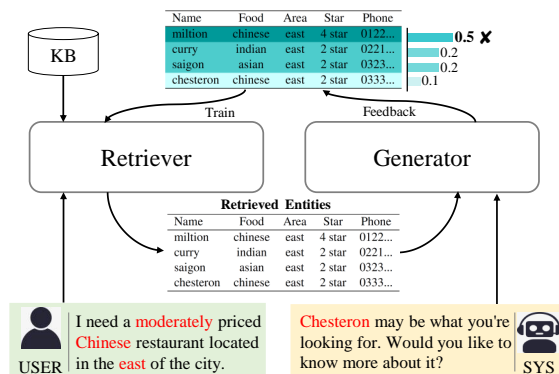 Name Food Area Star Phone
miltion chinese east 4 star 0122...
curry indian east 2 star 0221...
saigon asian east 2 star 0323...
chesteron chinese east 2 star 0333...
0.5 ✘
0.2
0.2
0.1
KB
Train
Feedback
Retriever
Generator
Retrieved Entities
Name Food Area Star Phone
miltion chinese east 4 star 0122...
curry indian east 2 star 0221...
saigon asian east 2 star 0323...
chesteron chinese east 2 star 0333...
I need a moderately priced
Chinese restaurant located
in the east of the city.
USER
Chesteron may be what you're
looking for. Would you like to
know more about it?
SYS